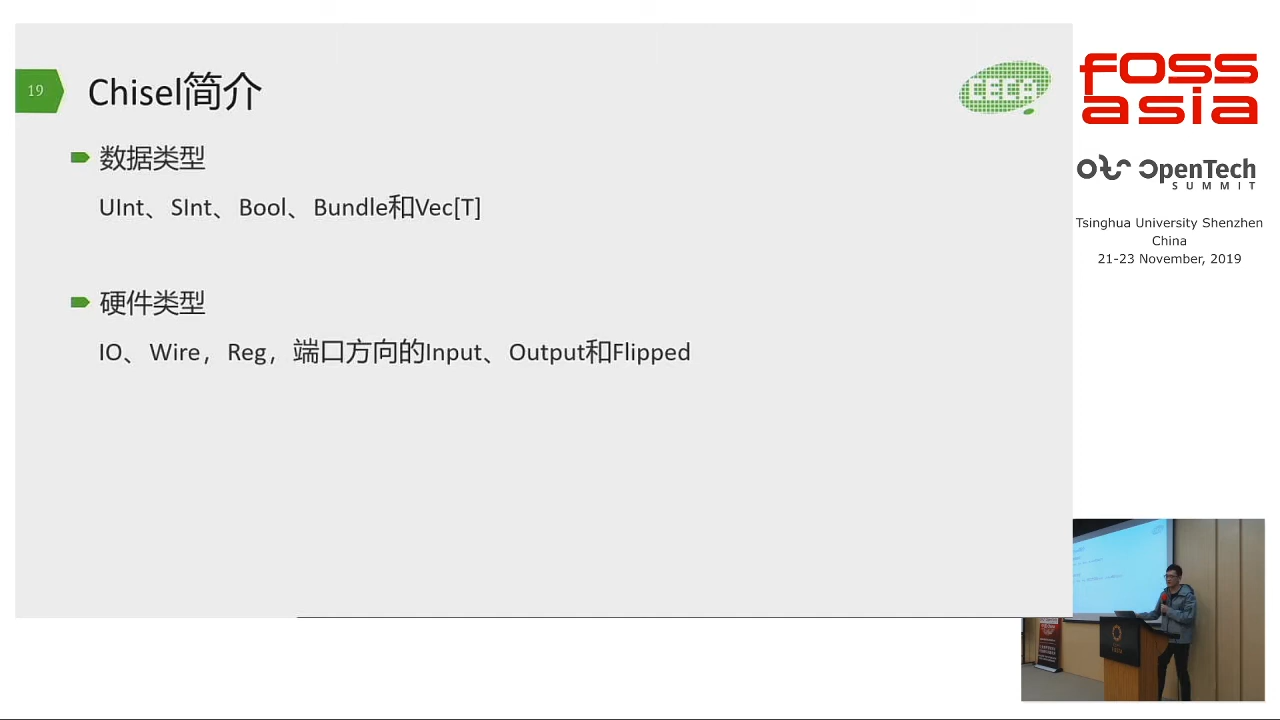 19
Chisel简介
数据类型
UInt、SInt、Bool、Bundle和Vec[T]
硬件类型
IO、Wire，Reg，端口方向的Input、Output和Flipped
FOSS
asia
OpenTech
SUMMIT
Tsinghua University Shenzhen
China
21-23 November, 2019